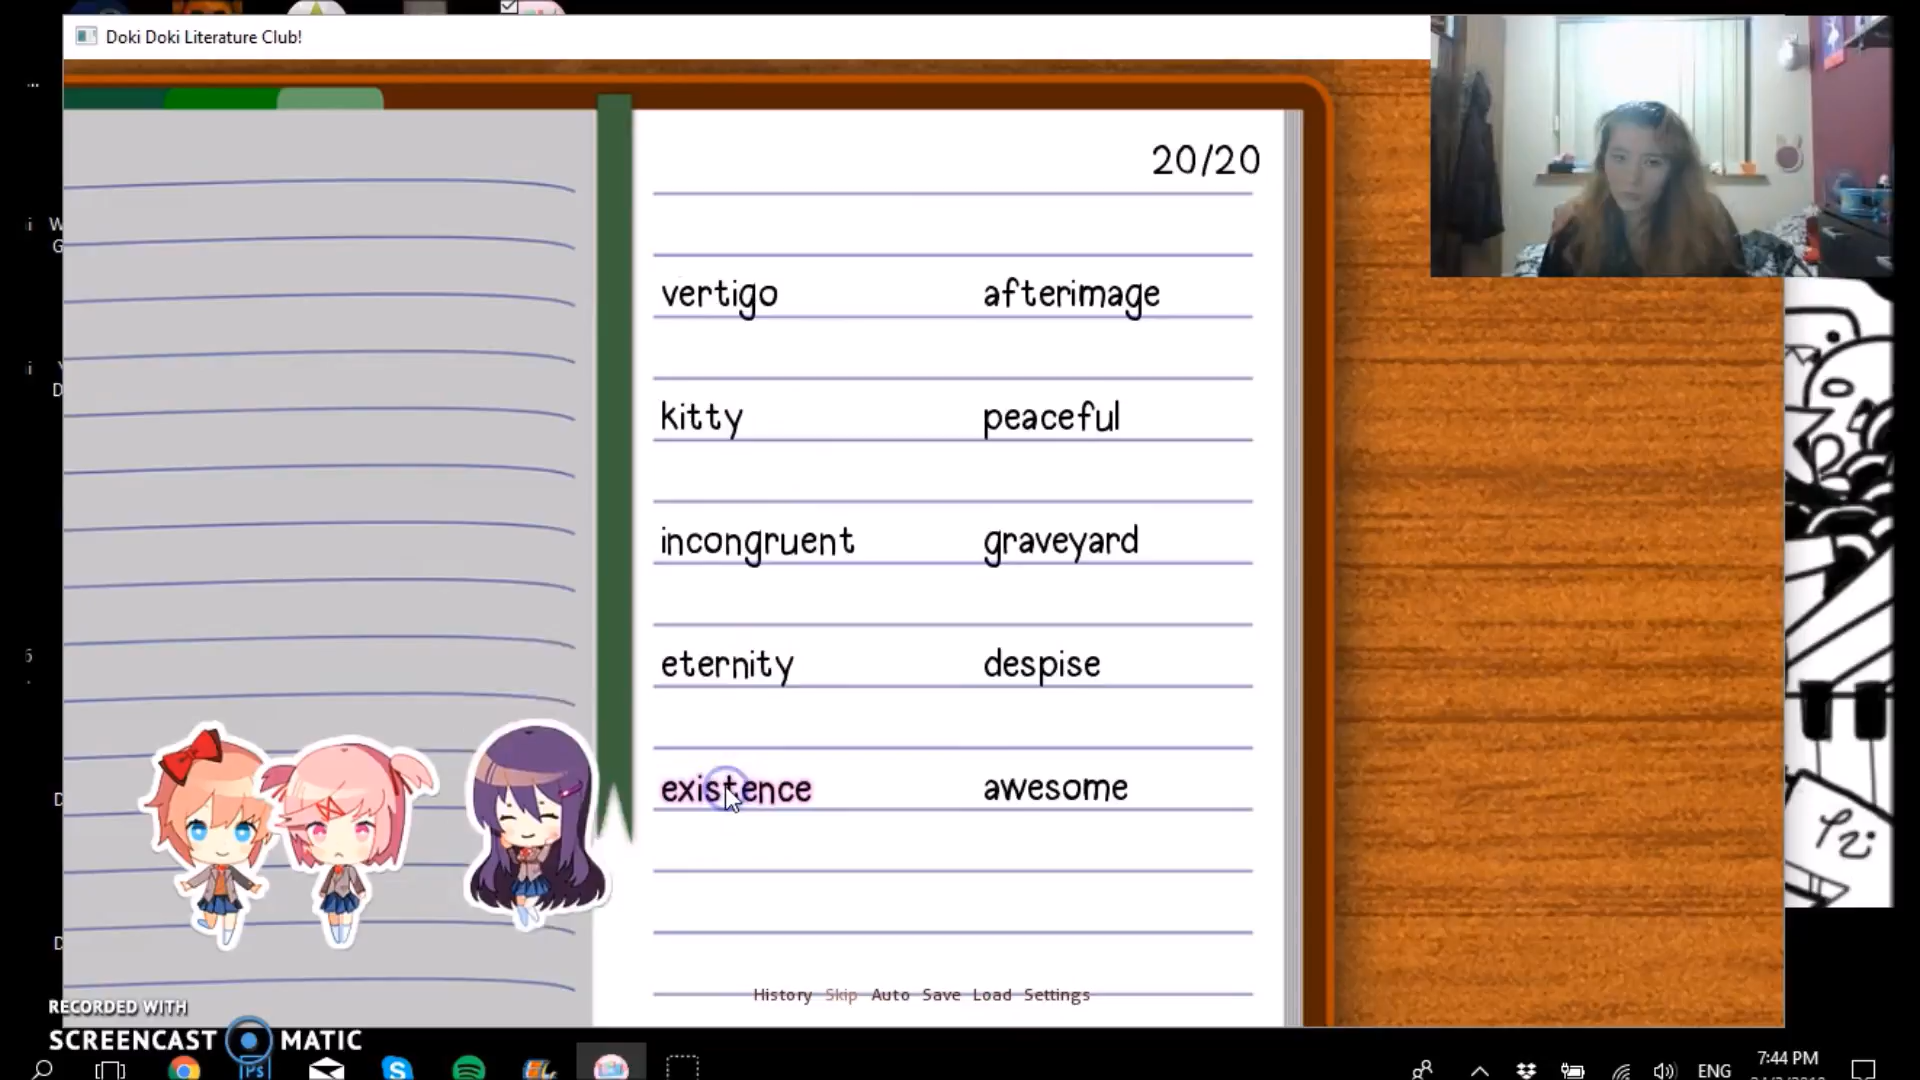 Doki Doki Literature Club!
20/20
vertigo afterimage
kitty peaceful
incongruent graveyard
eternity despise
existence awesome
History Skip Auto Save Load Settings
RECORDED WITH
SCREENCAST MATIC
ENG
7:44 PM